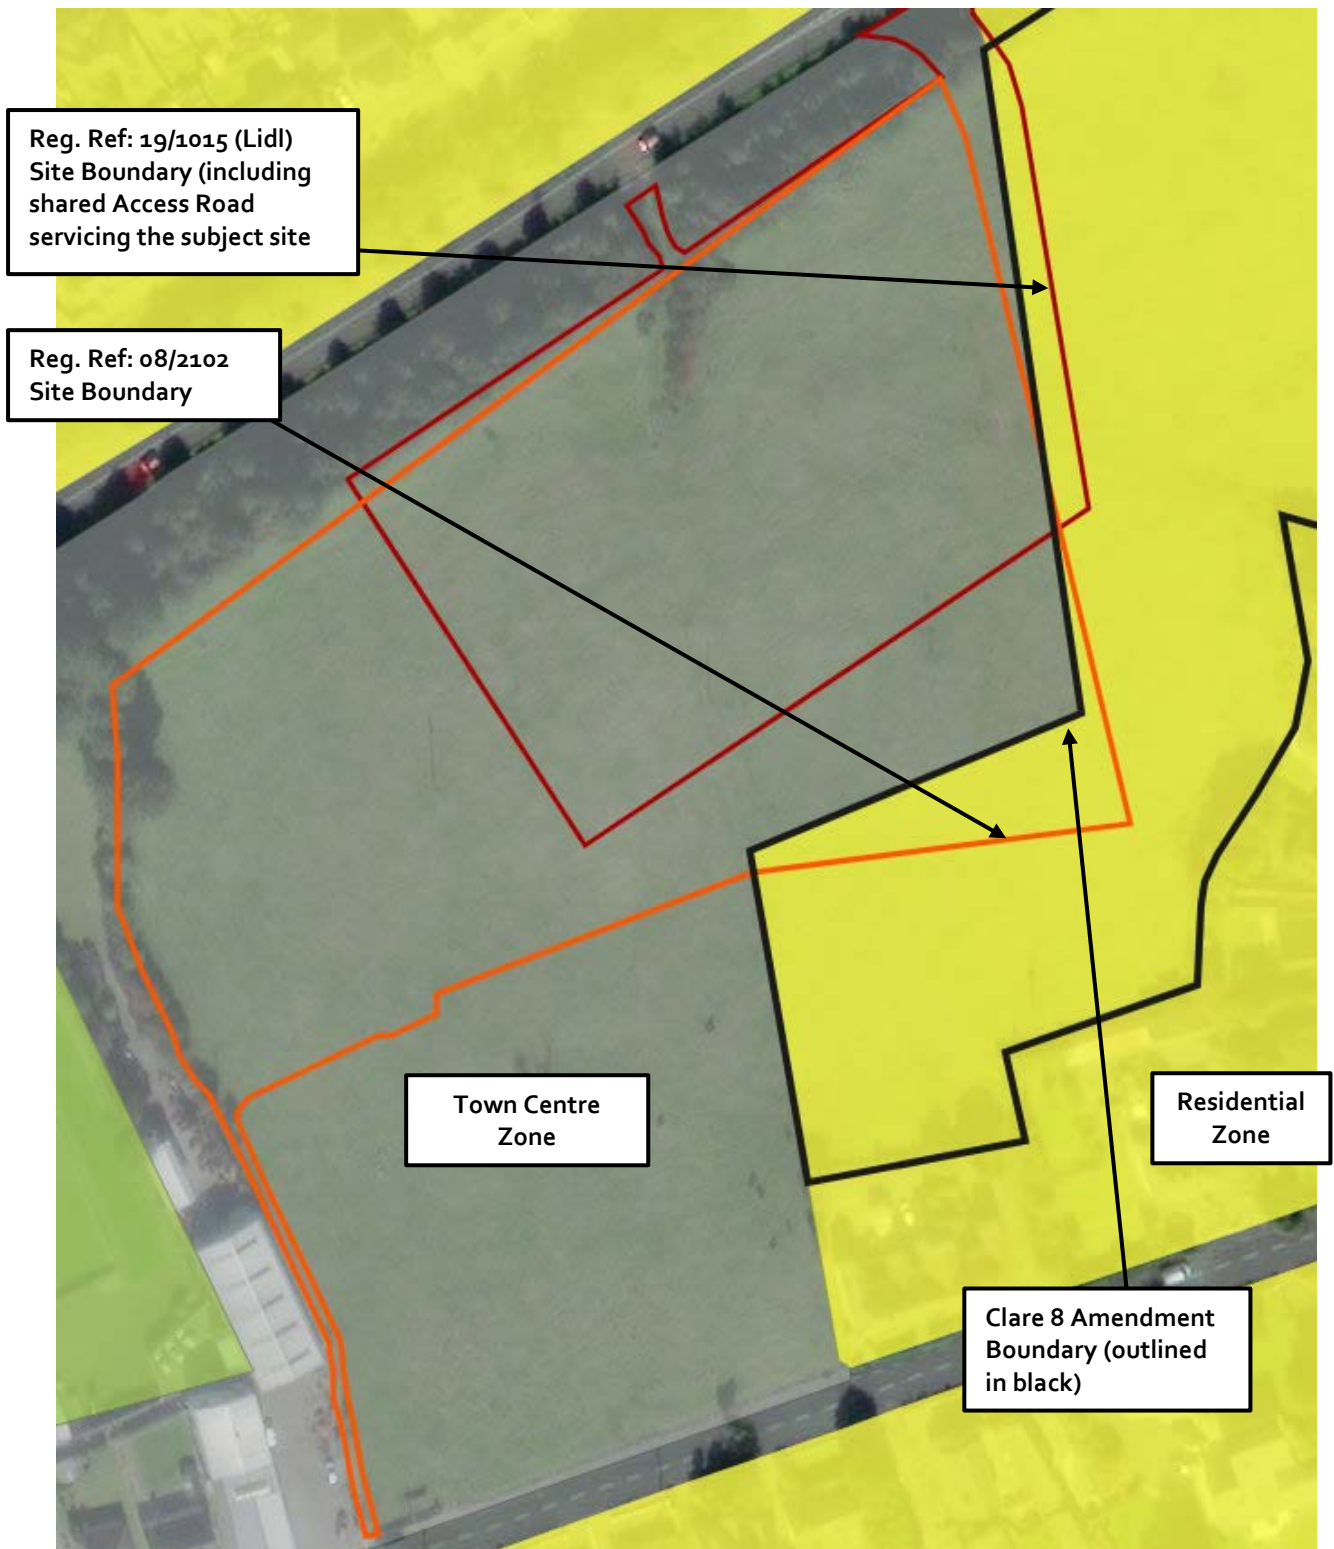 Reg. Ref: 19/1015 (Lidl)
Site Boundary (including
shared Access Road
servicing the subject site
Reg. Ref: 08/2102
Site Boundary
Town Centre
Zone
Residential
Zone
Clare 8 Amendment
Boundary (outlined
in black)